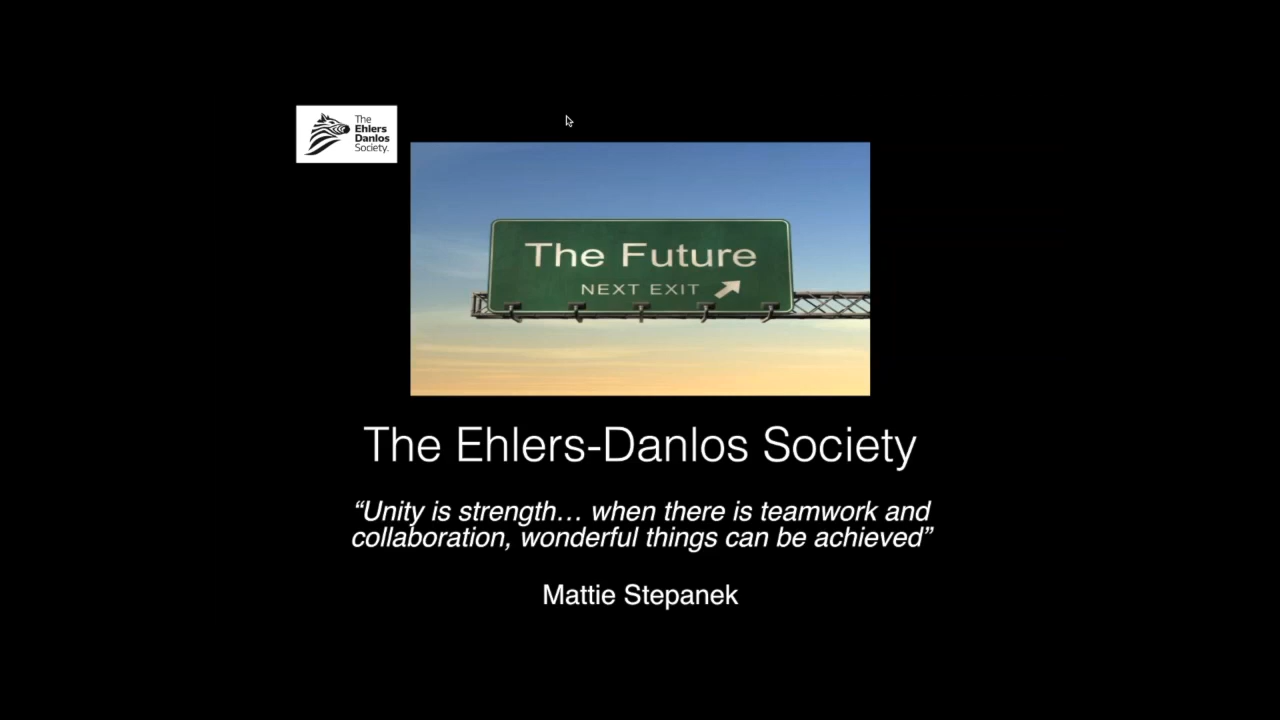 The
Ehlers
Danlos
Society.
The Future
NEXT EXIT
The Ehlers-Danlos Society
“Unity is strength… when there is teamwork and
collaboration, wonderful things can be achieved”
Mattie Stepanek